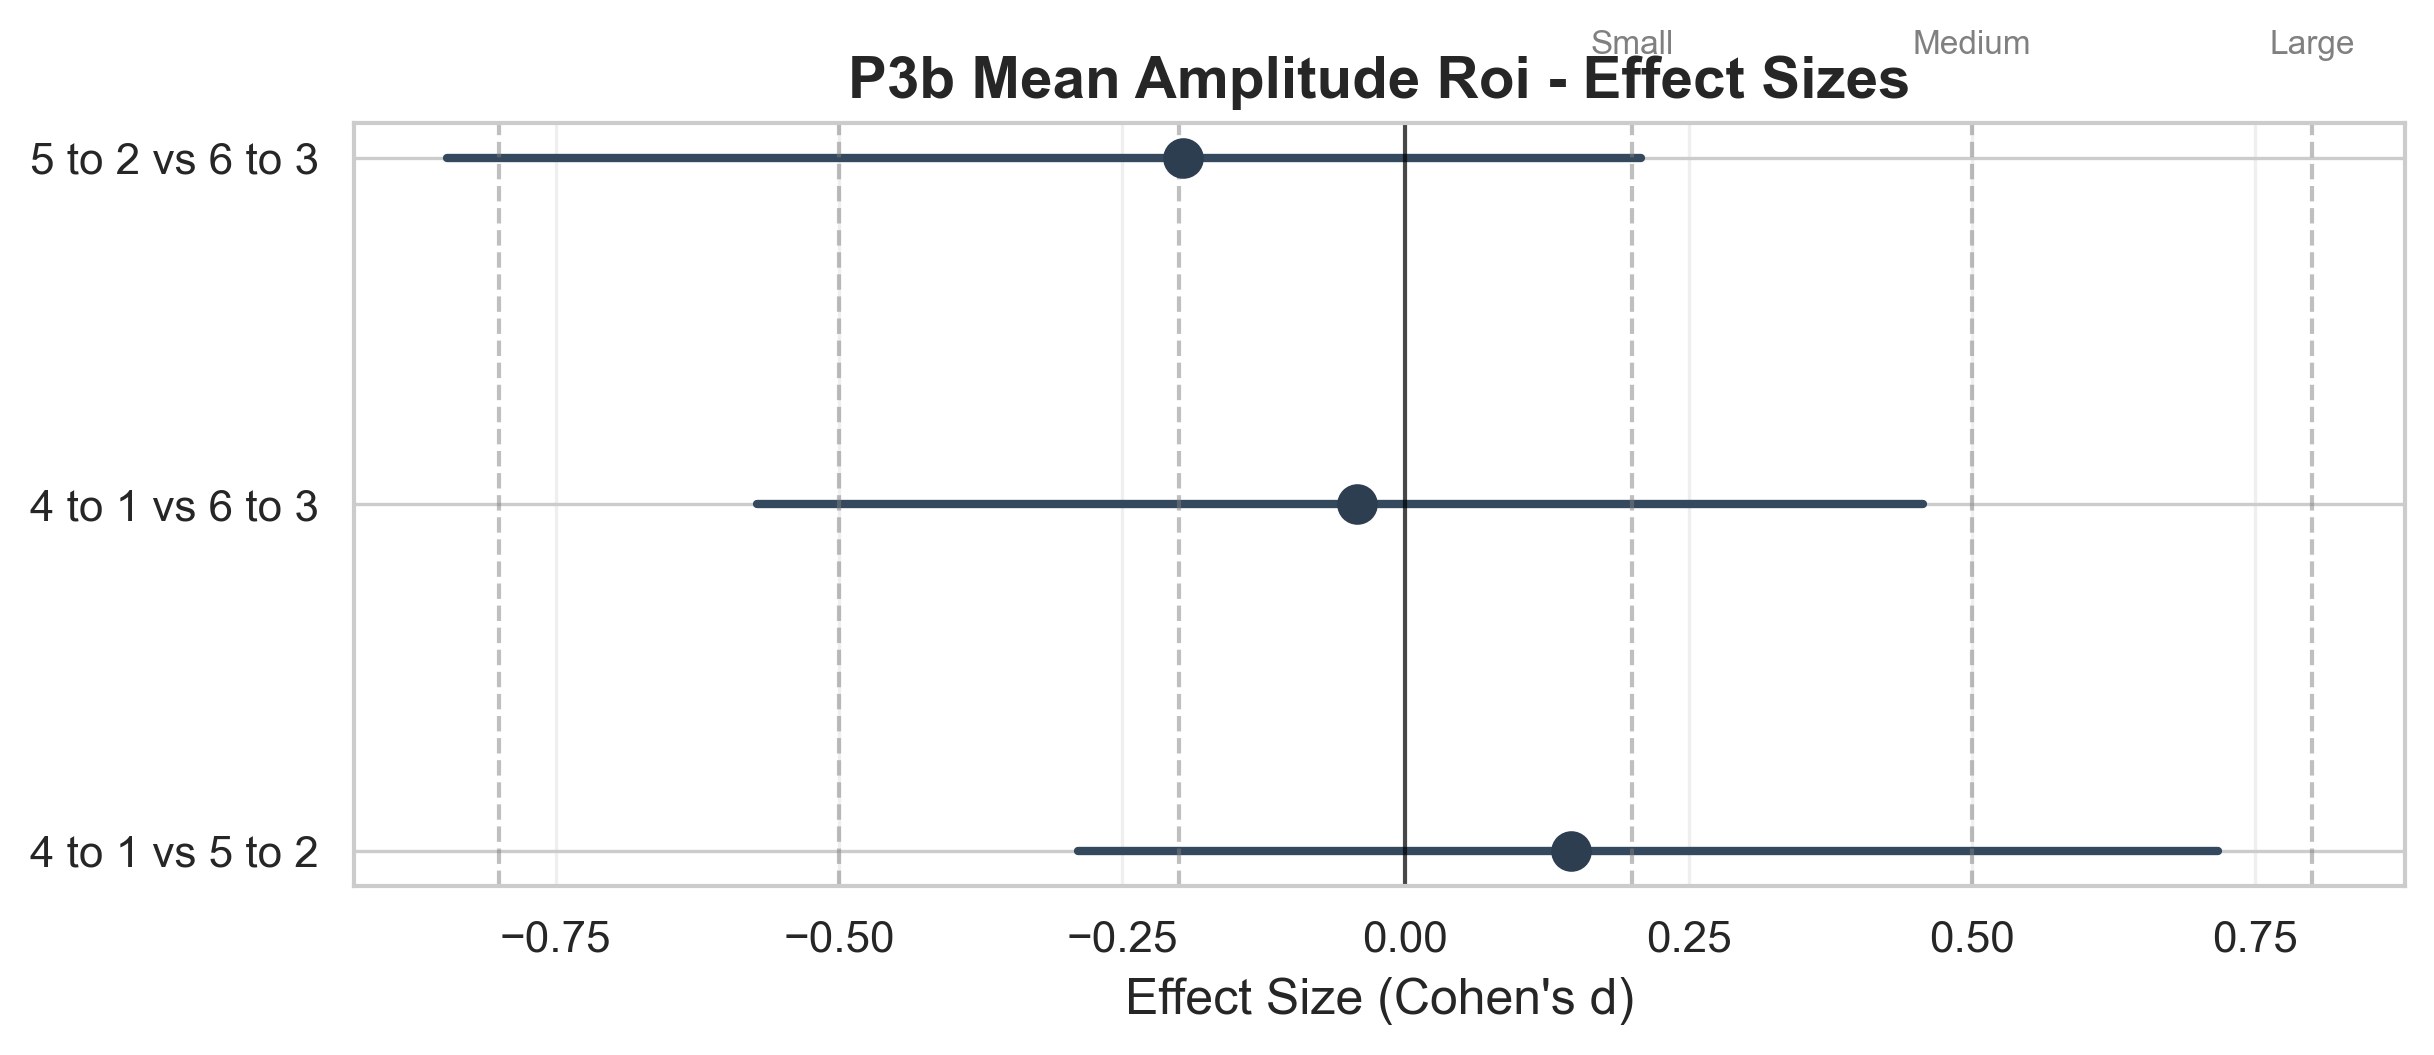 Small Medium Large
P3b Mean Amplitude Roi - Effect Sizes
5 to 2 vs 6 to 3
4 to 1 vs 6 to 3
4 to 1 vs 5 to 2
−0.75 −0.50 −0.25 0.00 0.25 0.50 0.75
Effect Size (Cohen's d)